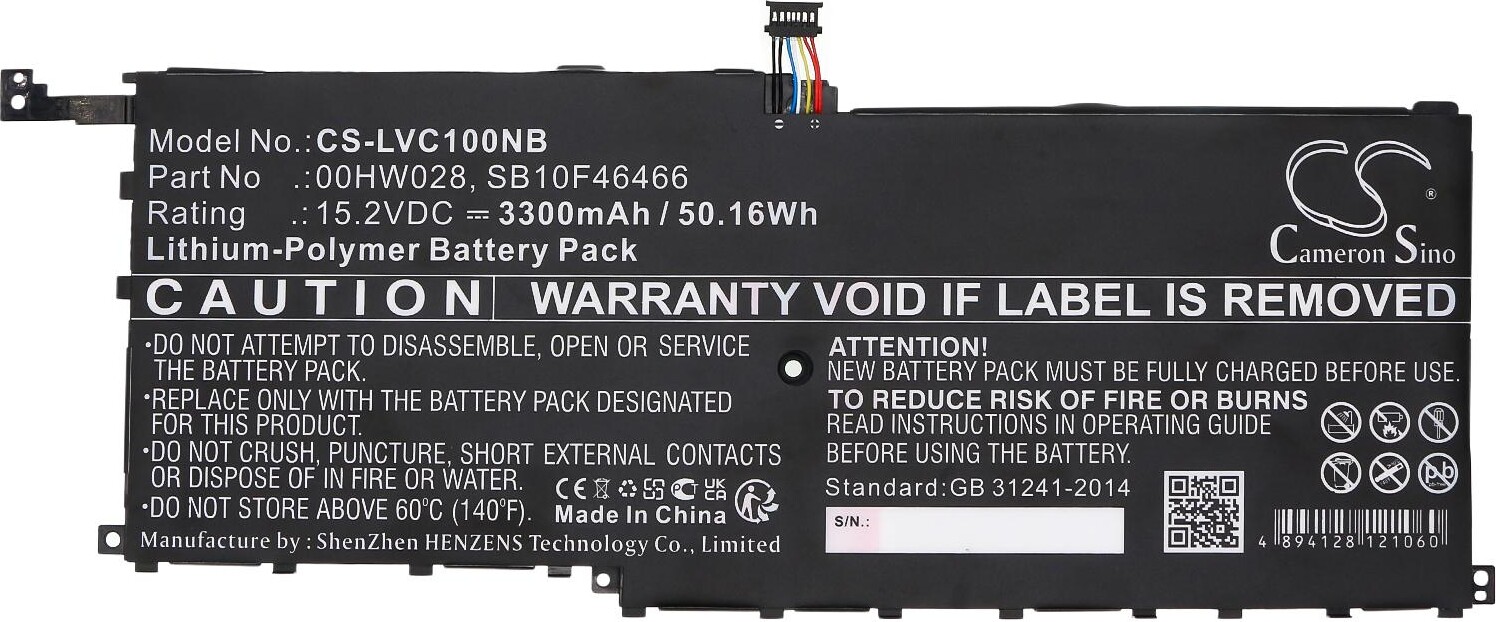 Model No.:CS-LVC100NB
Part No .:00HW028, SB10F46466
Rating .:15.2VDC ⎓ 3300mAh / 50.16Wh
Lithium-Polymer Battery Pack
CS
®
Cameron Sino
CAUTION
WARRANTY VOID IF LABEL IS REMOVED
•DO NOT ATTEMPT TO DISASSEMBLE, OPEN OR SERVICE
THE BATTERY PACK.
•REPLACE ONLY WITH THE BATTERY PACK DESIGNATED
FOR THIS PRODUCT.
•DO NOT CRUSH, PUNCTURE, SHORT EXTERNAL CONTACTS
OR DISPOSE OF IN FIRE OR WATER.
•DO NOT STORE ABOVE 60°C (140°F).
CE UK CA
Made In China
Manufacture by : ShenZhen HENZENS Technology Co., Limited
ATTENTION!
NEW BATTERY PACK MUST BE FULLY CHARGED BEFORE USE.
TO REDUCE RISK OF FIRE OR BURNS
READ INSTRUCTIONS IN OPERATING GUIDE
BEFORE USING THE BATTERY.
Standard:GB 31241-2014
S/N.:
Pb
4 894128 121060